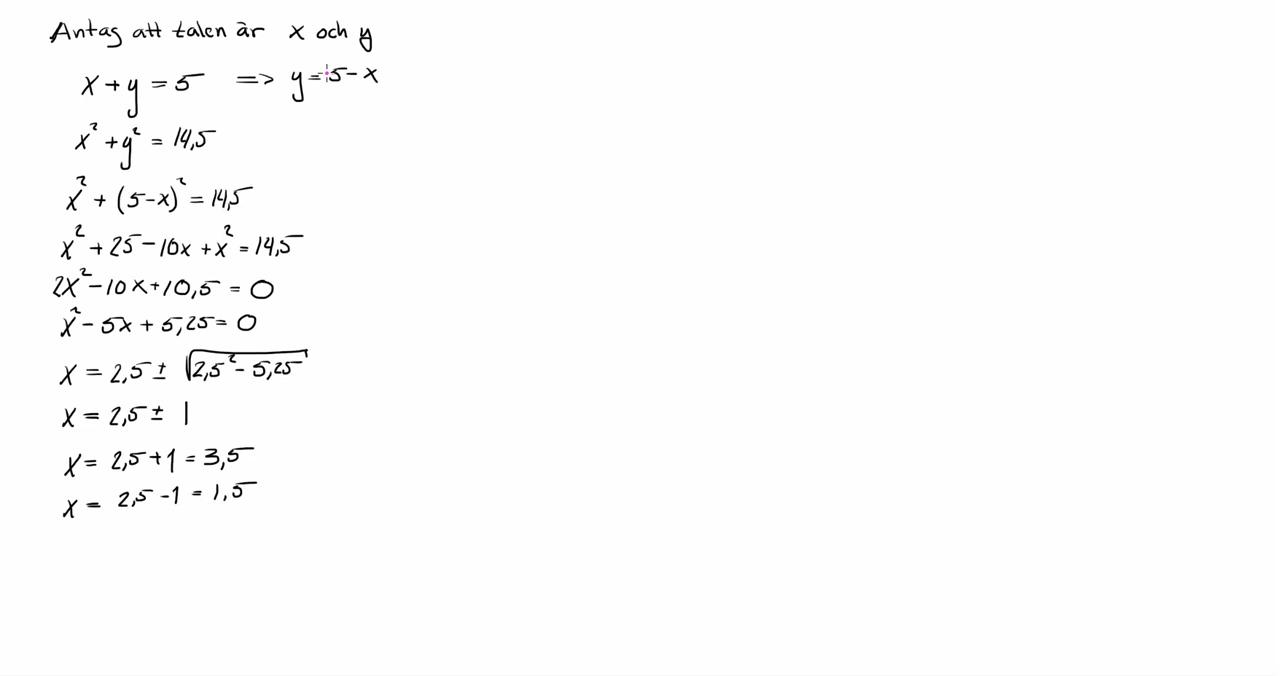 Antag att talen är x och y
x + y = 5 => y = 5 - x
x² + y² = 14,5
x² + (5-x)² = 14,5
x² + 25 - 10x + x² = 14,5
2x² - 10x + 10,5 = 0
x² - 5x + 5,25 = 0
x = 2,5 ± √(2,5² - 5,25)
x = 2,5 ± 1
x = 2,5 + 1 = 3,5
x = 2,5 - 1 = 1,5